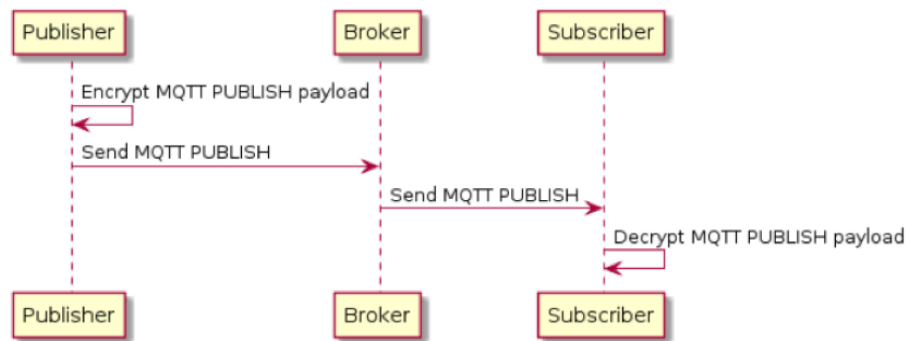 Publisher Broker Subscriber
Encrypt MQTT PUBLISH payload
Send MQTT PUBLISH
Send MQTT PUBLISH
Decrypt MQTT PUBLISH payload
Publisher Broker Subscriber